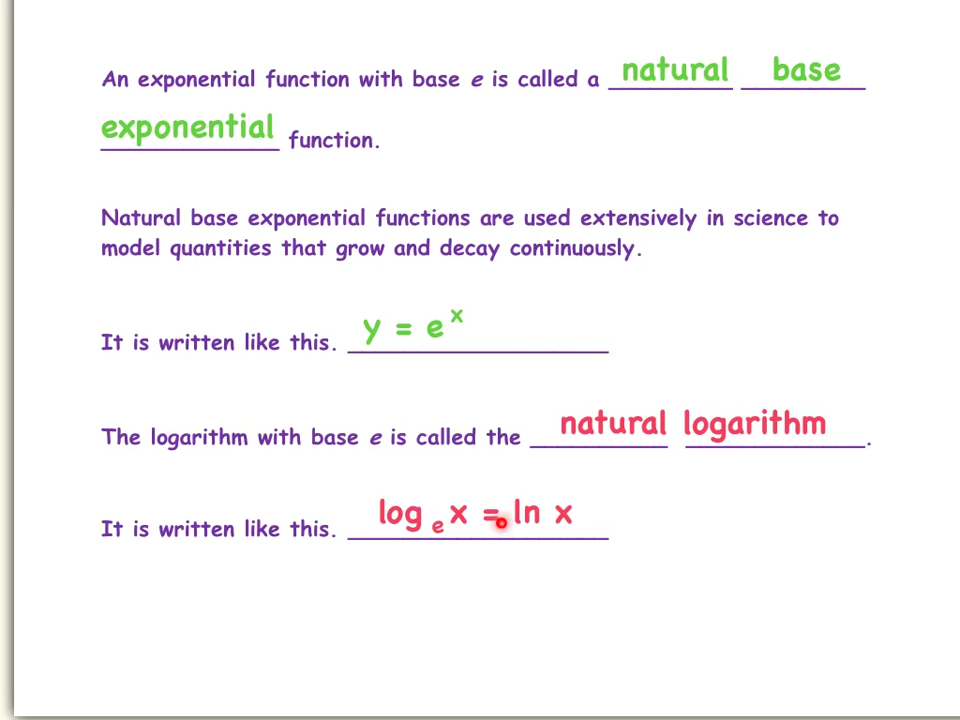 An exponential function with base e is called a natural base
exponential function.
Natural base exponential functions are used extensively in science to
model quantities that grow and decay continuously.
It is written like this. y = e^x
The logarithm with base e is called the natural logarithm.
It is written like this. log_e x = ln x